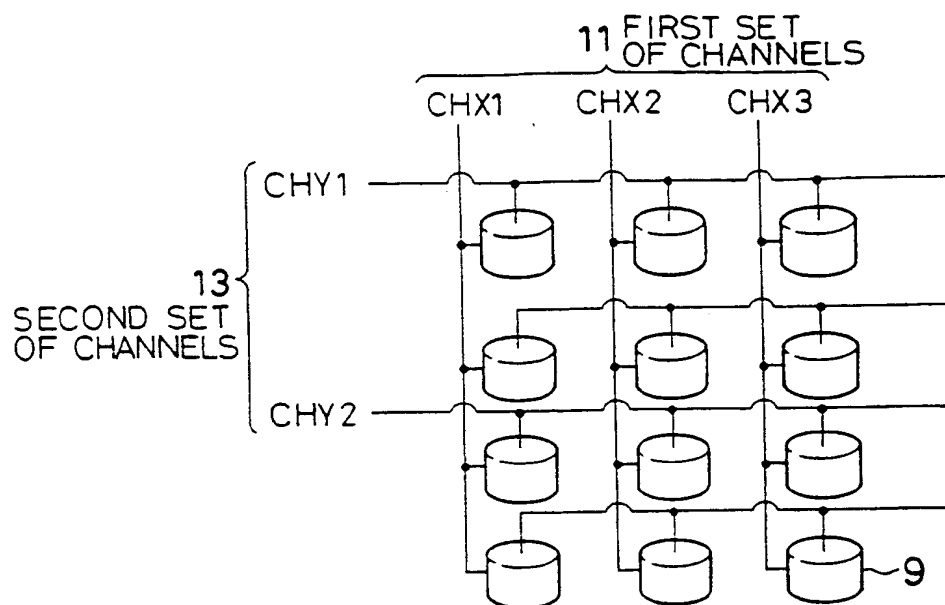 11 FIRST SET
OF CHANNELS
CHX1 CHX2 CHX3
CHY1
13
SECOND SET
OF CHANNELS
CHY2
9